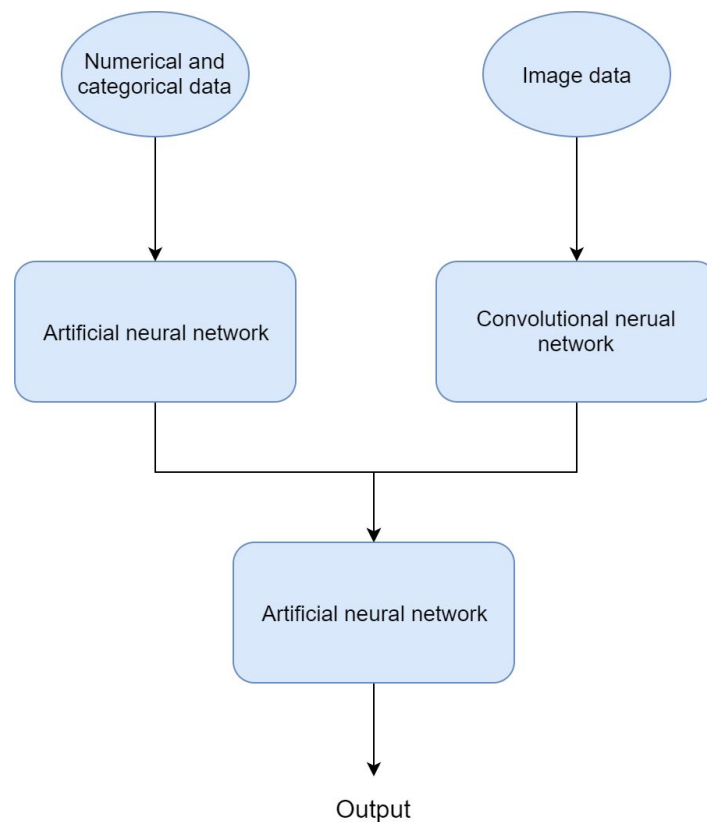 Numerical and
categorical data
Image data
Artificial neural network
Convolutional nerual
network
Artificial neural network
Output